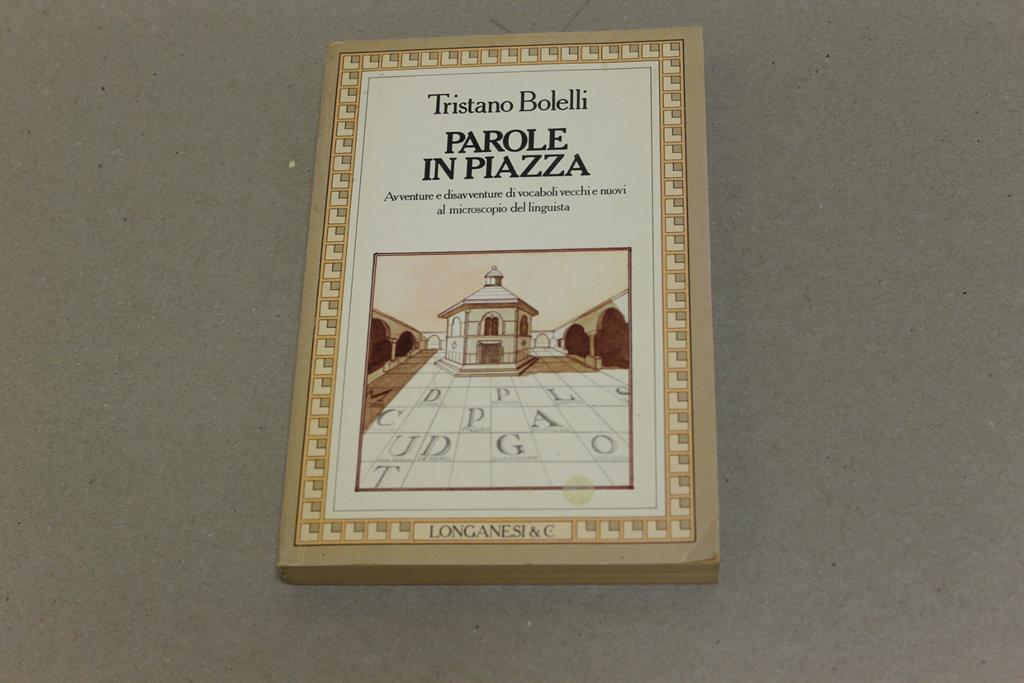 Tristano Bolelli
PAROLE
IN PIAZZA
Avventure e disavventure di vocaboli vecchi e nuovi
al microscopio del linguista
M D P L S
C P A
U D G O
T
LONGANESI & C.